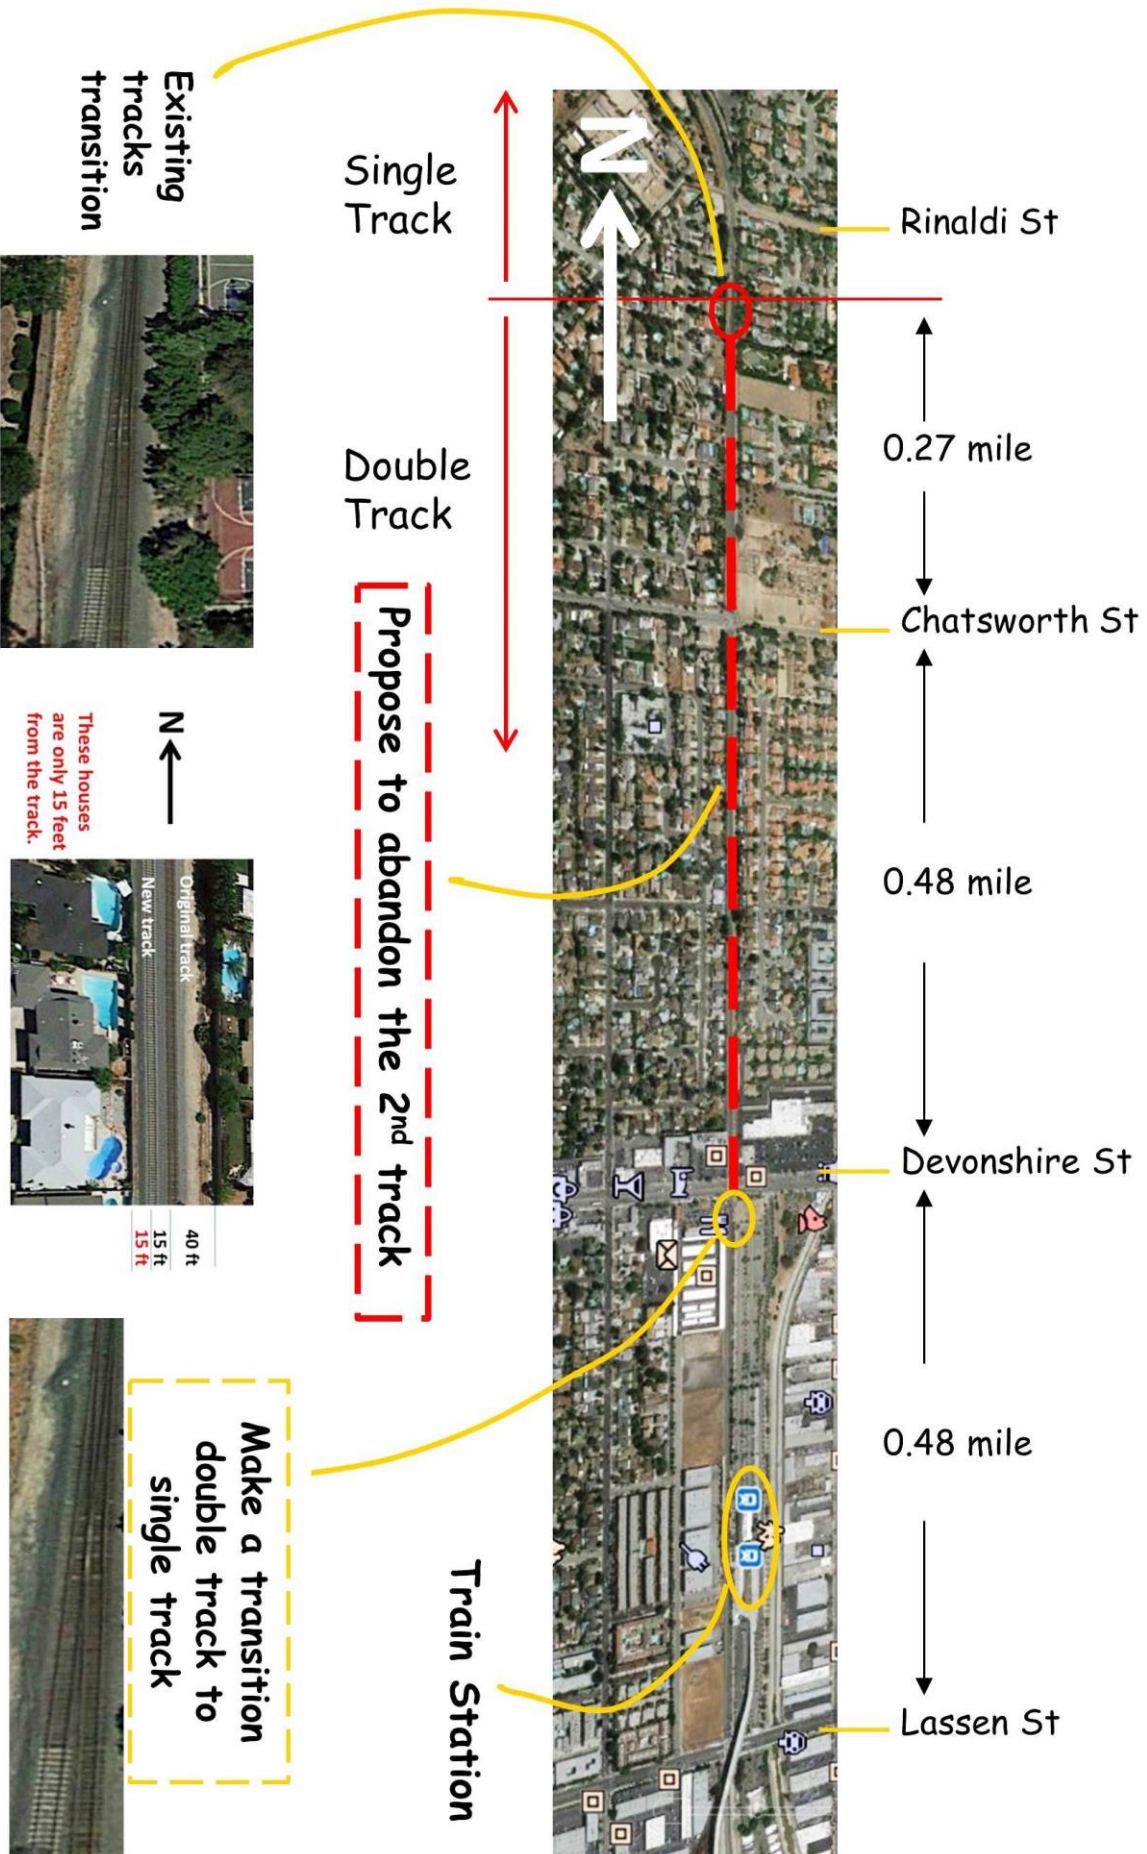 Existing
tracks
transition
Single
Track
N
Rinaldi St
0.27 mile
Double
Track
Chatsworth St
Propose to abandon the 2nd track
0.48 mile
N
These houses
are only 15 feet
from the track.
Original track
New track
40 ft
15 ft
15 ft
Devonshire St
0.48 mile
Make a transition
double track to
single track
Train Station
Lassen St